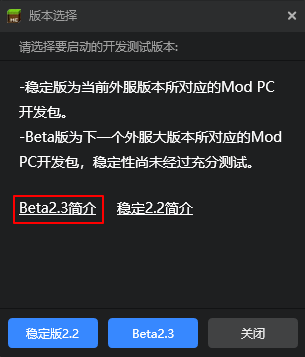 版本选择
请选择要启动的开发测试版本:
-稳定版为当前外服版本所对应的Mod PC
开发包。
-Beta版为下一个外服大版本所对应的Mod
PC开发包，稳定性尚未经过充分测试。
Beta2.3简介 稳定2.2简介
稳定版2.2 Beta2.3 关闭